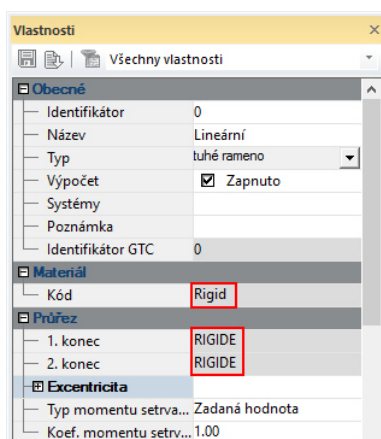 Vlastnosti
Všechny vlastnosti
Obecné
Identifikátor 0
Název Lineární
Typ tuhé rameno
Výpočet Zapnuto
Systémy
Poznámka
Identifikátor GTC 0
Materiál
Kód Rigid
Průřez
1. konec RIGIDE
2. konec RIGIDE
Excentricita
Typ momentu setrva... Zadaná hodnota
Koef. momentu setrv... 1.00